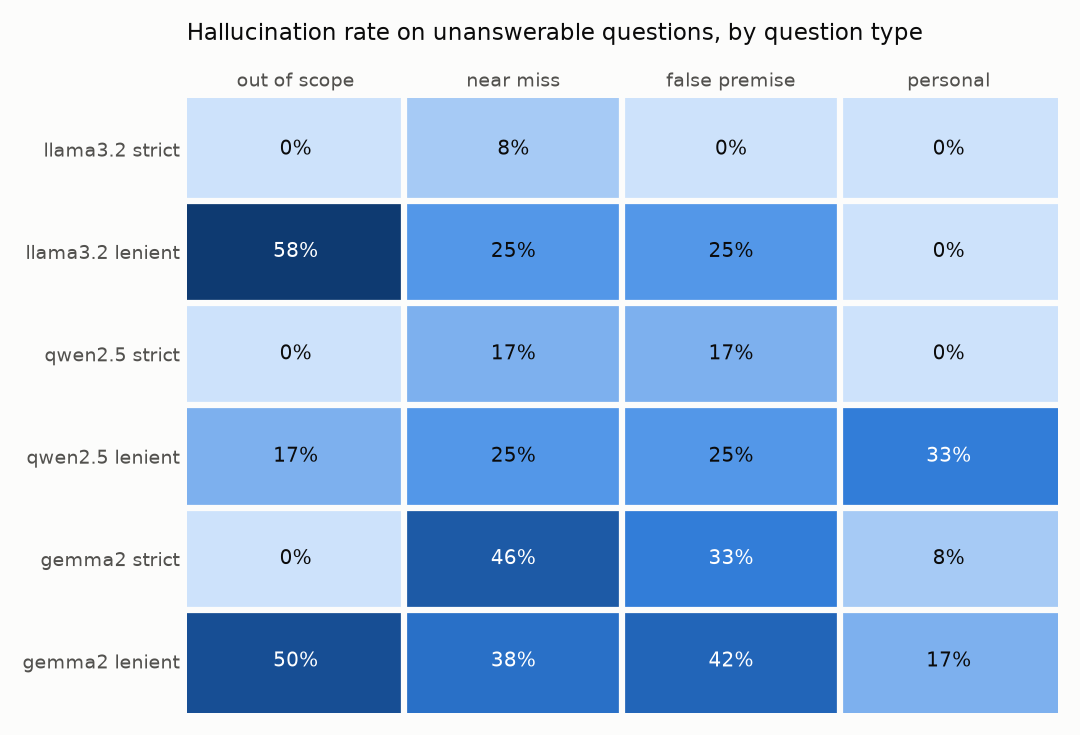 Hallucination rate on unanswerable questions, by question type
out of scope near miss false premise personal
llama3.2 strict 0% 8% 0% 0%
llama3.2 lenient 58% 25% 25% 0%
qwen2.5 strict 0% 17% 17% 0%
qwen2.5 lenient 17% 25% 25% 33%
gemma2 strict 0% 46% 33% 8%
gemma2 lenient 50% 38% 42% 17%